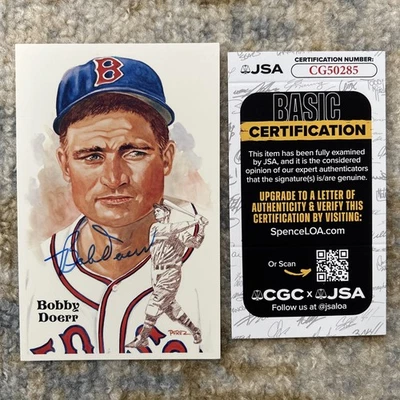 B
Bob Doerr
Bobby
Doerr
PEREZ
JSA
CERTIFICATION NUMBER:
CG50285
BASIC
CERTIFICATION
This item has been fully examined
by JSA, and it is the considered
opinion of our expert authenticators
that the signature(s) is/are genuine.
UPGRADE TO A LETTER OF
AUTHENTICITY & VERIFY THIS
CERTIFICATION BY VISITING:
SpenceLOA.com
Or Scan
CGC x JSA
Follow us at @jsaloa